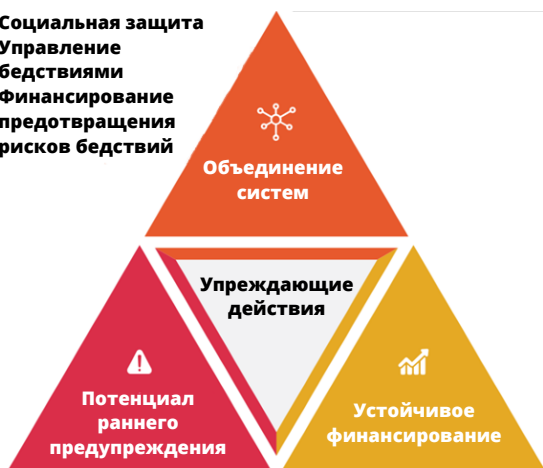 Социальная защита
Управление
бедствиями
Финансирование
предотвращения
рисков бедствий
Объединение
систем
Упреждающие
действия
Потенциал
раннего
предупреждения
Устойчивое
финансирование